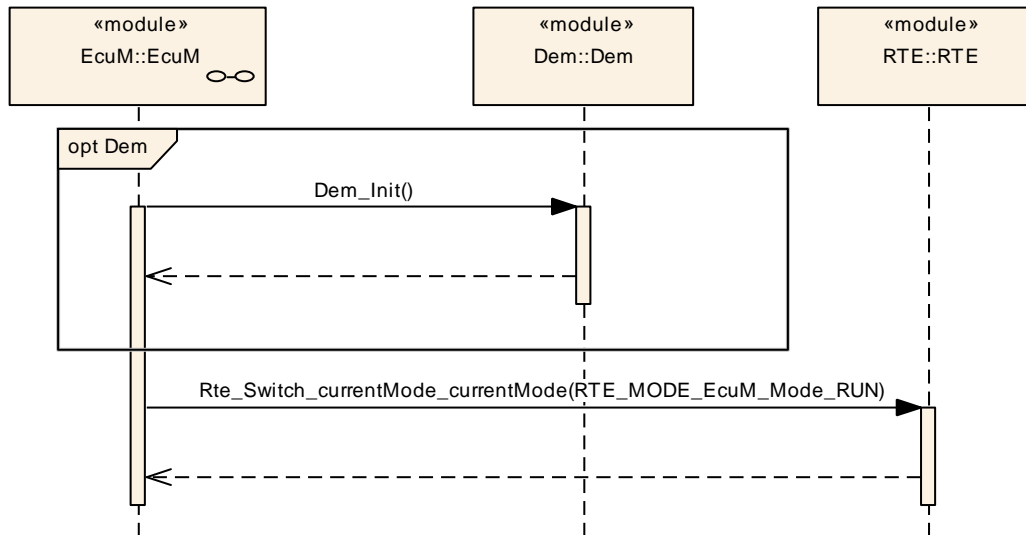 «module»
EcuM::EcuM
«module»
Dem::Dem
«module»
RTE::RTE
opt Dem
Dem_Init()
Rte_Switch_currentMode_currentMode(RTE_MODE_EcuM_Mode_RUN)